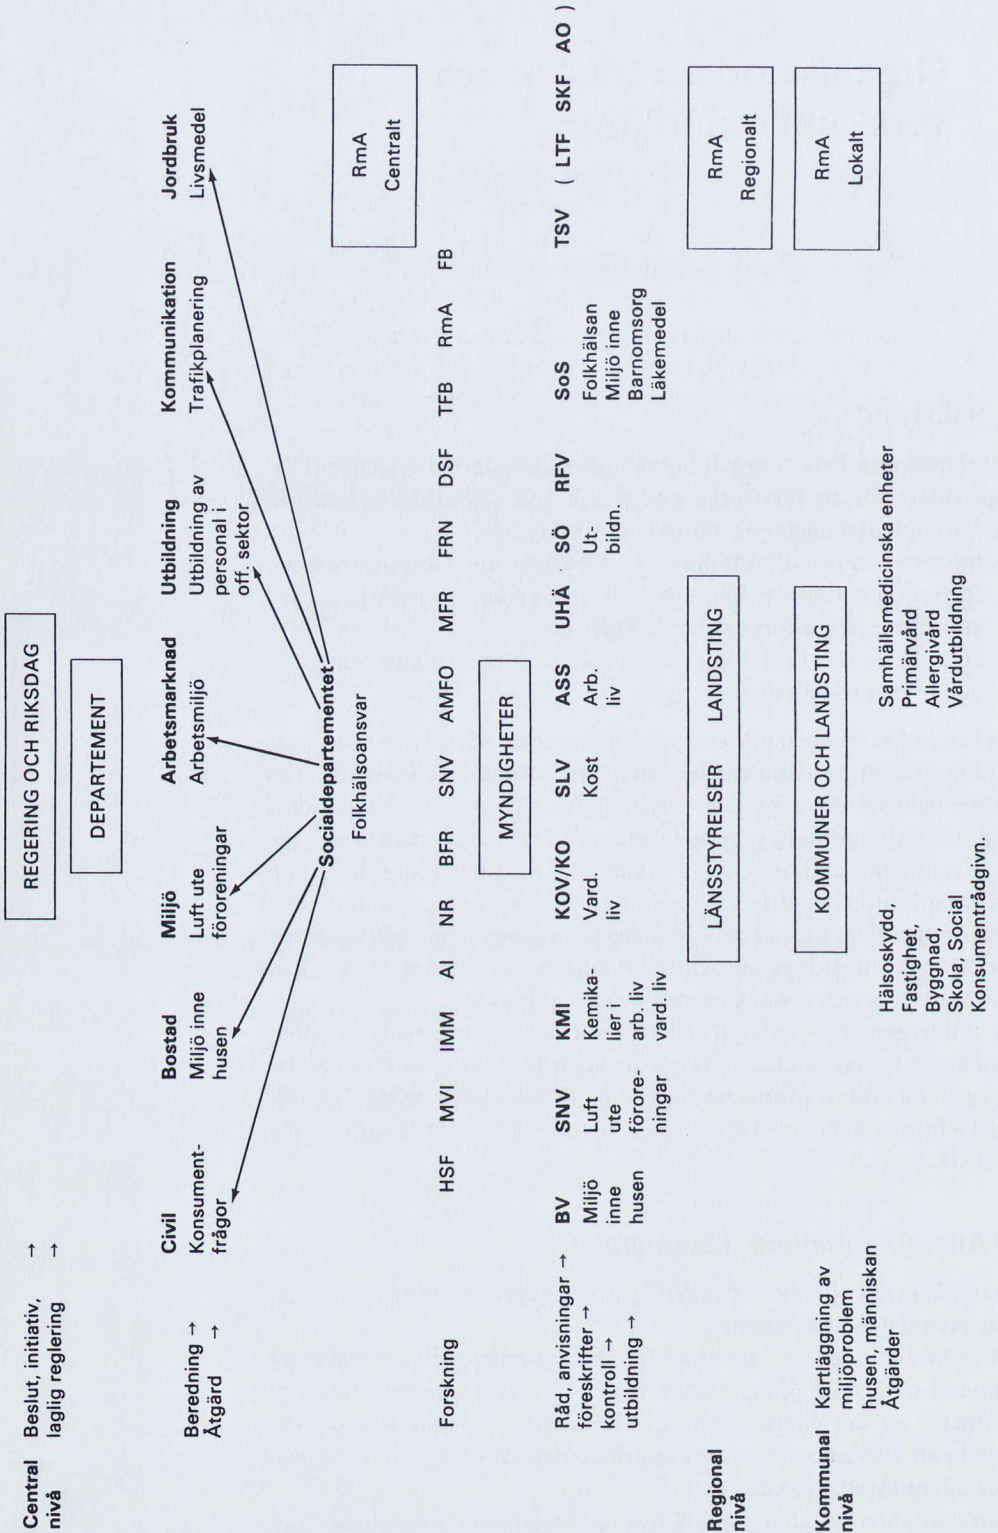 Central nivå
Beslut, initiativ, →
laglig reglering →
REGERING OCH RIKSDAG
DEPARTEMENT
Beredning →
Åtgärd →
Civil
Konsument-
frågor
Bostad
Miljö inne
husen
Miljö
Luft ute
föroreningar
Arbetsmarknad
Arbetsmiljö
Utbildning
Utbildning av
personal i
off. sektor
Kommunikation
Trafikplanering
Jordbruk
Livsmedel
Socialdepartementet
Folkhälsoansvar
RmA
Centralt
Forskning
HSF MVI IMM AI NR BFR SNV AMFO MFR FRN DSF TFB RmA FB
MYNDIGHETER
Råd, anvisningar →
föreskrifter →
kontroll →
utbildning →
BV
Miljö
inne
husen
SNV
Luft
ute
förore-
ningar
KMI
Kemika-
lier i
arb. liv
vard.liv
KOV/KO
Vard.
liv
SLV
Kost
ASS
Arb.
liv
UHÄ
SÖ
Ut-
bildn.
RFV
SoS
Folkhälsan
Miljö inne
Barnomsorg
Läkemedel
TSV ( LTF SKF AO )
Regional
nivå
LÄNSSTYRELSER LANDSTING
RmA
Regionalt
Kommunal
nivå
Kartläggning av
miljöproblem
husen, människan
Åtgärder
KOMMUNER OCH LANDSTING
RmA
Lokalt
Hälsoskydd,
Fastighet,
Byggnad,
Skola, Social
Konsumentrådgivn
Samhällsmedicinska enheter
Primärvård
Allergivård
Vårdutbildning